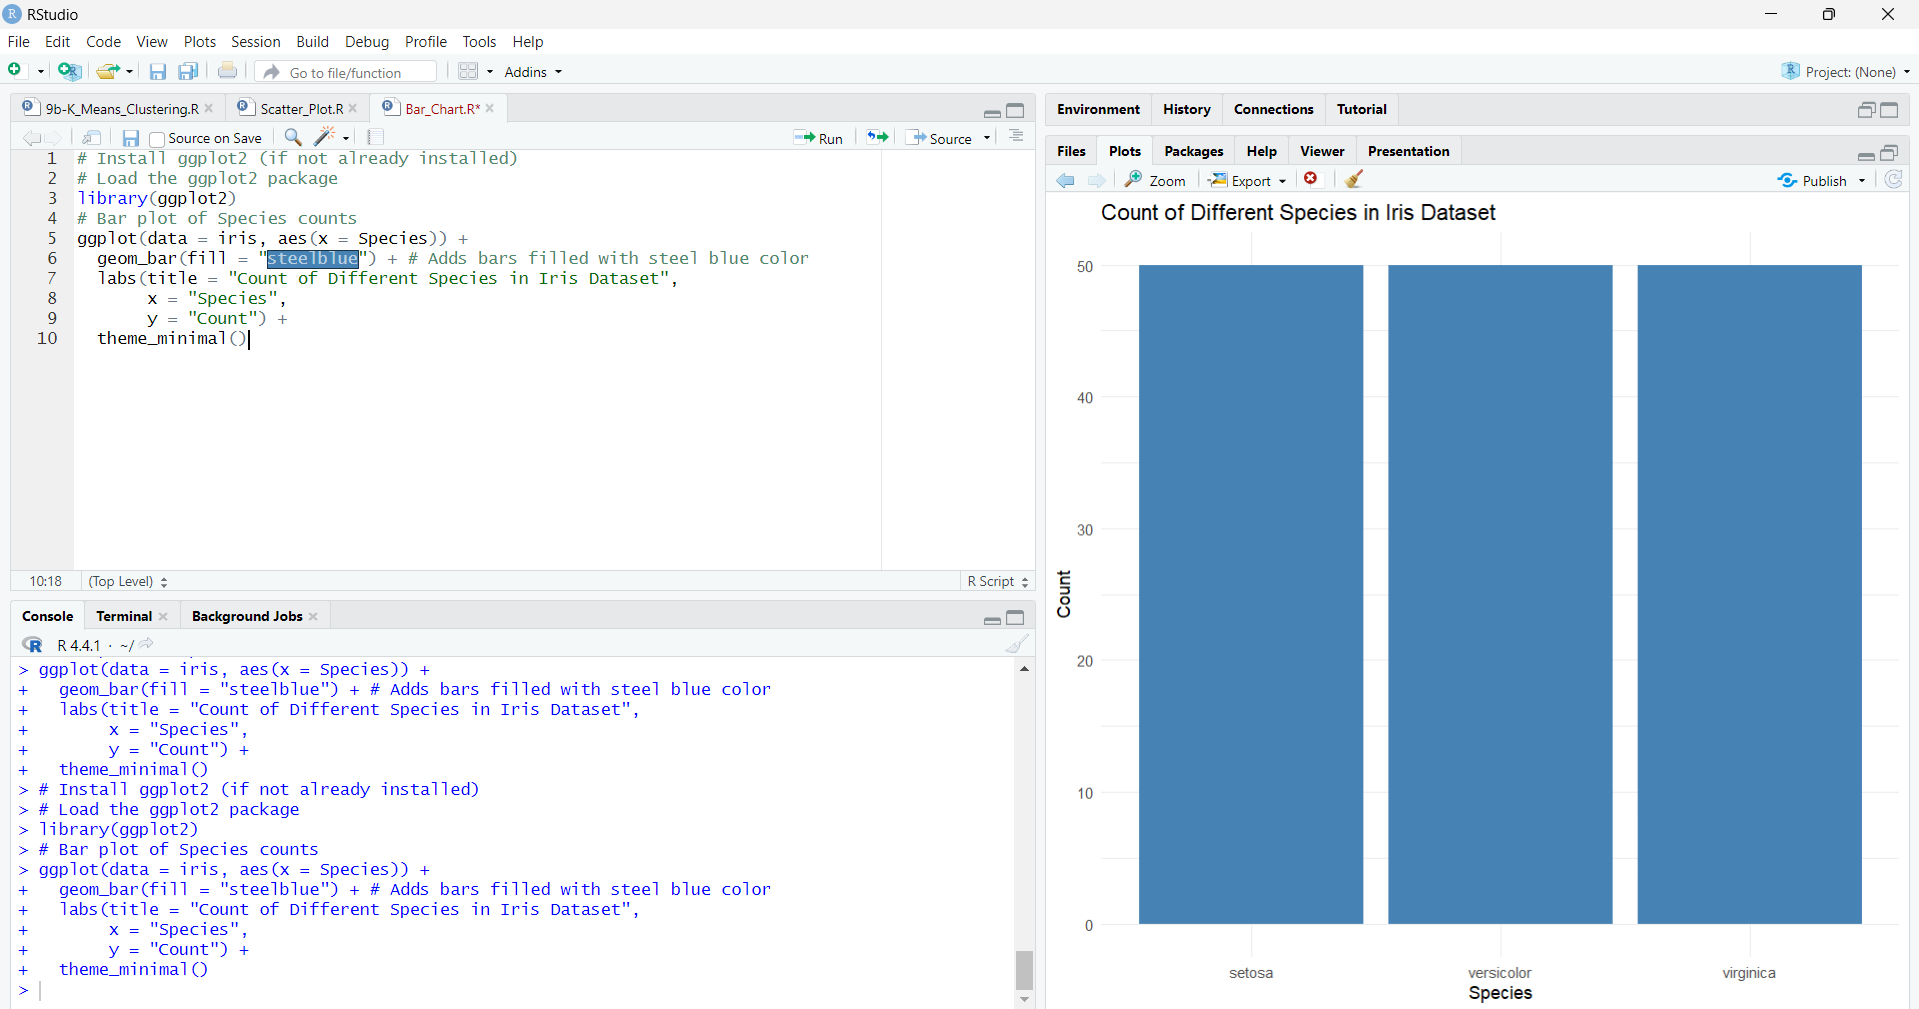 RStudio
File Edit Code View Plots Session Build Debug Profile Tools Help
Go to file/function Addins Project: (None)
9b-K_Means_Clustering.R Scatter_Plot.R Bar_Chart.R*
Source on Save Run Source
1 # Install ggplot2 (if not already installed)
2 # Load the ggplot2 package
3 library(ggplot2)
4 # Bar plot of Species counts
5 ggplot(data = iris, aes(x = Species)) +
6 geom_bar(fill = "steelblue") + # Adds bars filled with steel blue color
7 labs(title = "Count of Different Species in Iris Dataset",
8 x = "Species",
9 y = "Count") +
10 theme_minimal()
10:18 (Top Level) R Script
Console Terminal Background Jobs
R R 4.4.1 · ~/
> ggplot(data = iris, aes(x = Species)) +
+ geom_bar(fill = "steelblue") + # Adds bars filled with steel blue color
+ labs(title = "Count of Different Species in Iris Dataset",
+ x = "Species",
+ y = "Count") +
+ theme_minimal()
> # Install ggplot2 (if not already installed)
> # Load the ggplot2 package
> library(ggplot2)
> # Bar plot of Species counts
> ggplot(data = iris, aes(x = Species)) +
+ geom_bar(fill = "steelblue") + # Adds bars filled with steel blue color
+ labs(title = "Count of Different Species in Iris Dataset",
+ x = "Species",
+ y = "Count") +
+ theme_minimal()
>
Environment History Connections Tutorial
Files Plots Packages Help Viewer Presentation
Zoom Export Publish
Count of Different Species in Iris Dataset
50
40
30
20
10
0
Count
setosa versicolor virginica
Species